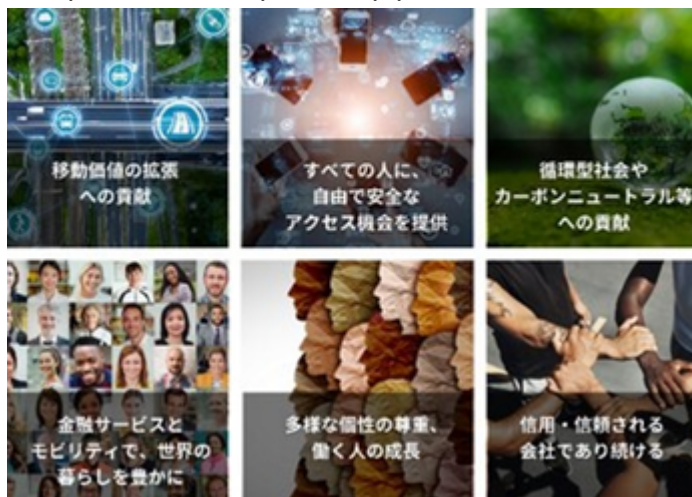 移動価値の拡張
への貢献
すべての人に、
自由で安全な
アクセス機会を提供
循環型社会や
カーボンニュートラル等
への貢献
金融サービスと
モビリティで、世界の
暮らしを豊かに
多様な個性の尊重、
働く人の成長
信用・信頼される
会社であり続ける